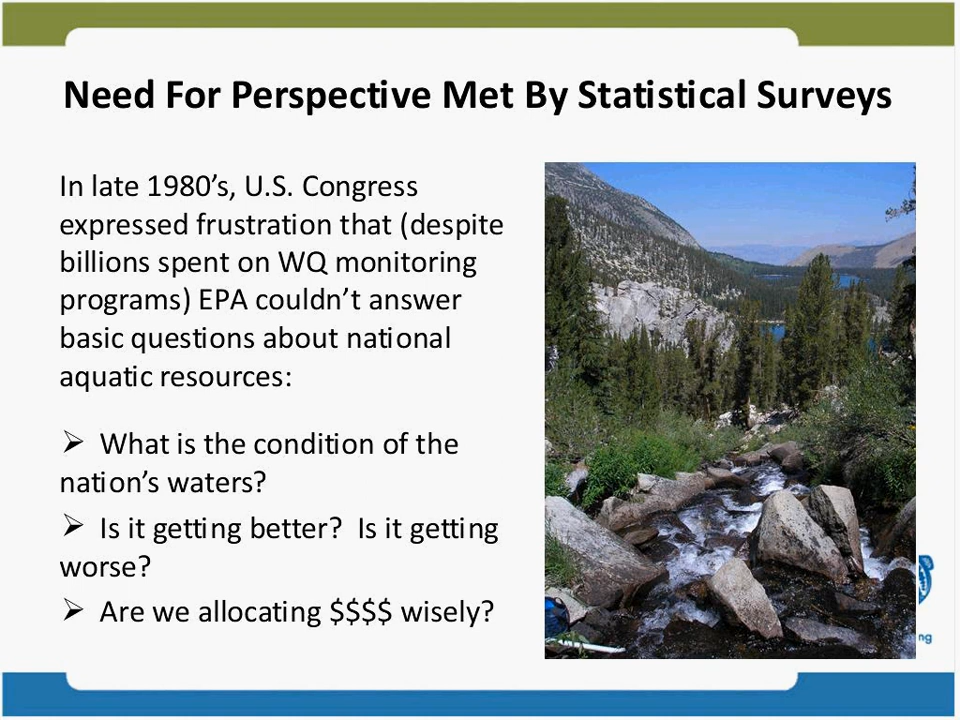 Need For Perspective Met By Statistical Surveys
In late 1980’s, U.S. Congress
expressed frustration that (despite
billions spent on WQ monitoring
programs) EPA couldn’t answer
basic questions about national
aquatic resources:
➢ What is the condition of the
nation’s waters?
➢ Is it getting better?  Is it getting
worse?
➢ Are we allocating $$$$ wisely?